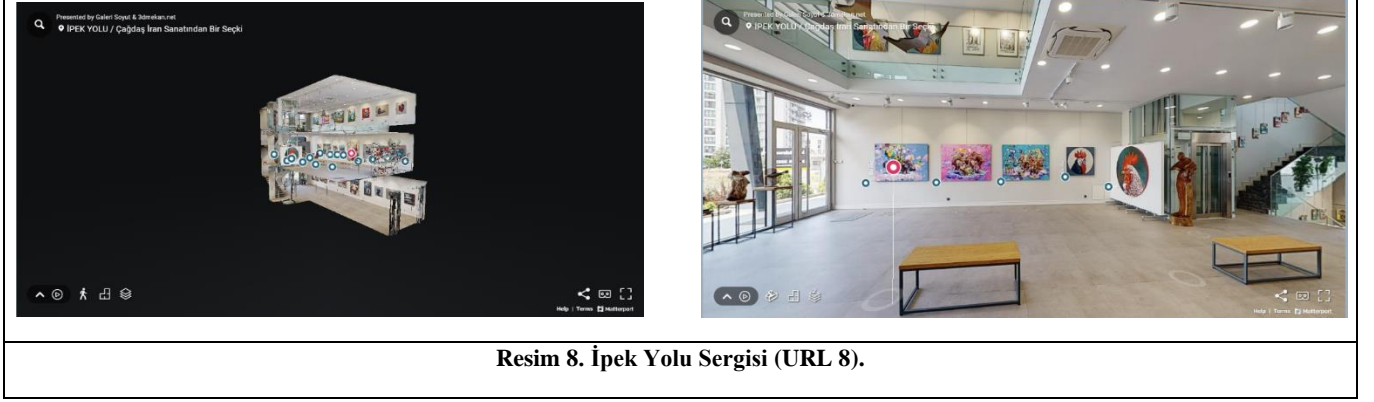 Presented by Galeri Soyut & 3dmekan.net
İPEK YOLU / Çağdaş İran Sanatından Bir Seçki
Help | Terms Matterport
Presented by Galeri Soyut & 3dmekan.net
İPEK YOLU / Çağdaş İran Sanatından Bir Seçki
Help | Terms Matterport
Resim 8. İpek Yolu Sergisi (URL 8).